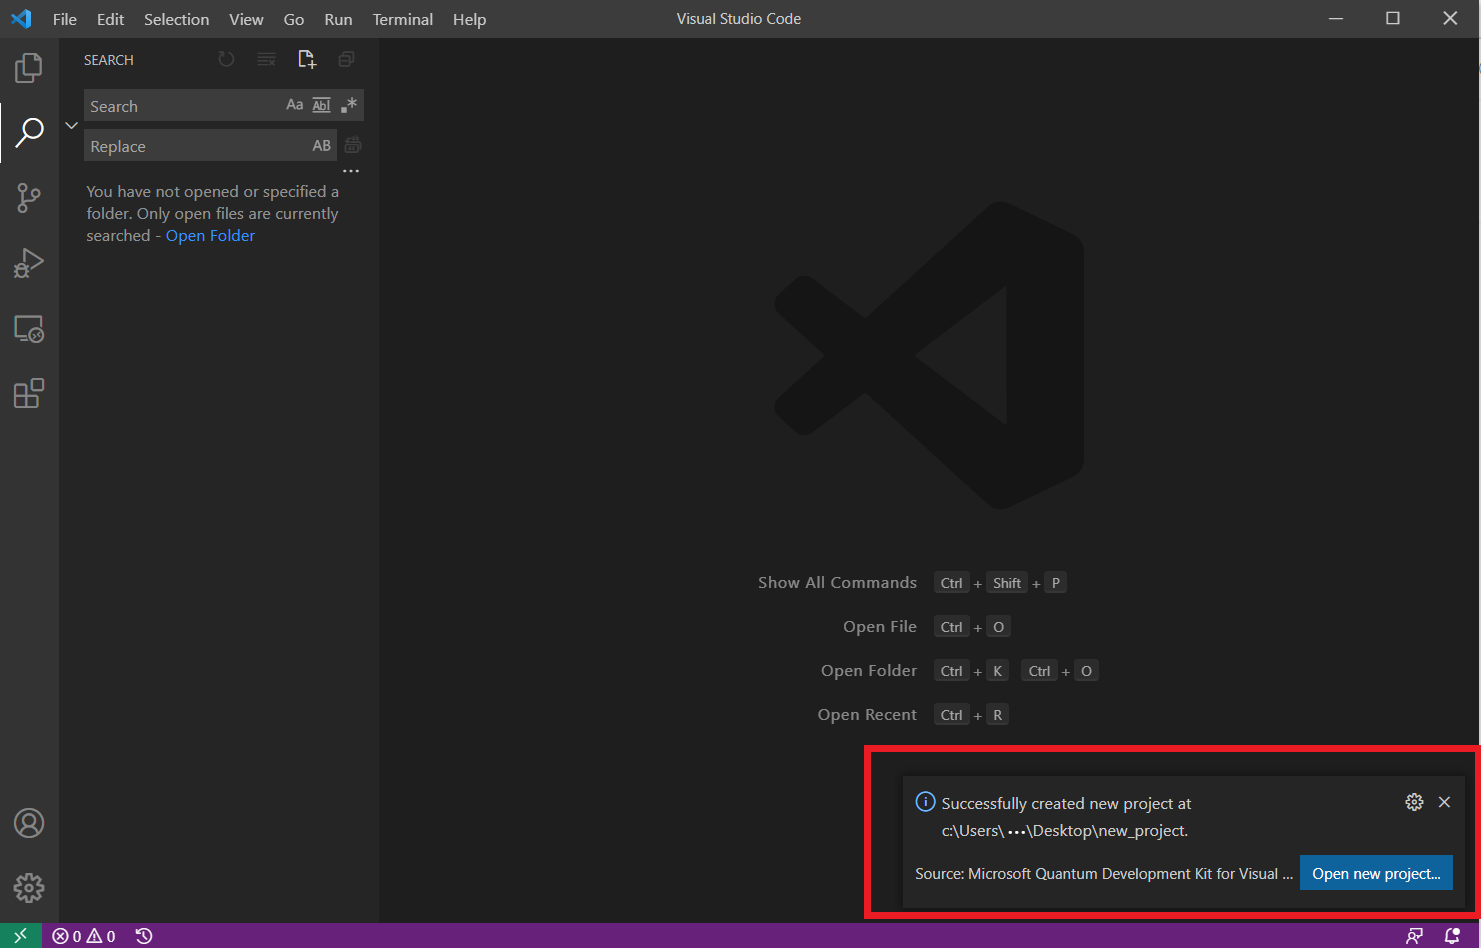 File Edit Selection View Go Run Terminal Help Visual Studio Code
SEARCH
Search Aa Abl .*
Replace AB
...
You have not opened or specified a
folder. Only open files are currently
searched - Open Folder
Show All Commands Ctrl + Shift + P
Open File Ctrl + O
Open Folder Ctrl + K Ctrl + O
Open Recent Ctrl + R
Successfully created new project at
c:\Users\ ...\Desktop\new_project.
Source: Microsoft Quantum Development Kit for Visual ... Open new project...
0 0